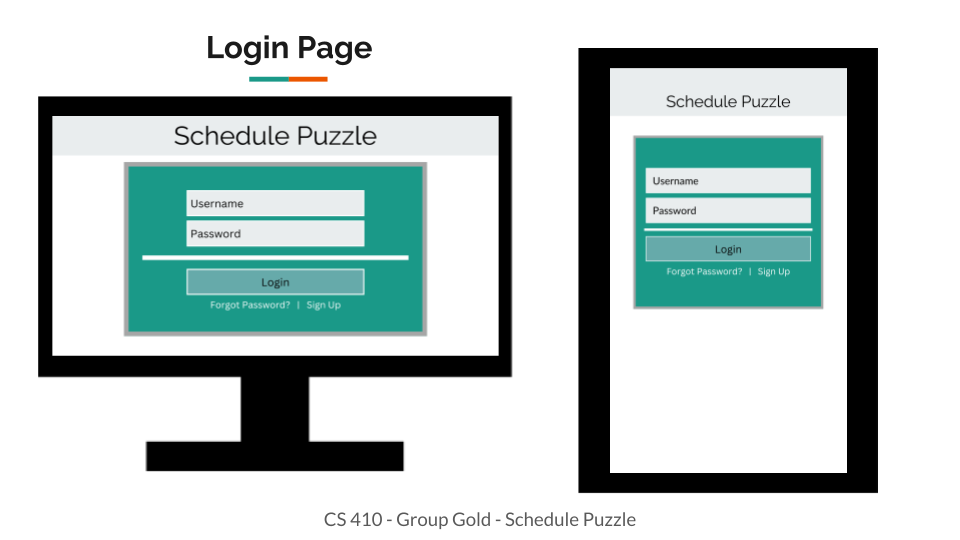 Login Page
Schedule Puzzle
Username
Password
Login
Forgot Password? | Sign Up
Schedule Puzzle
Username
Password
Login
Forgot Password? | Sign Up
CS 410 - Group Gold - Schedule Puzzle